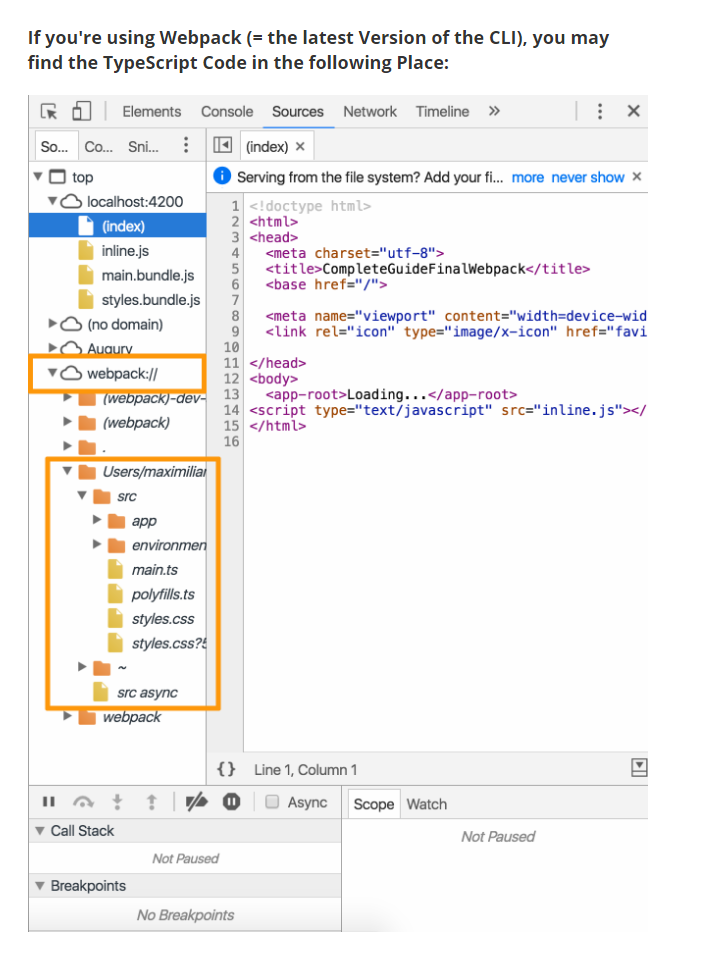 If you're using Webpack (= the latest Version of the CLI), you may
find the TypeScript Code in the following Place:
Elements Console Sources Network Timeline »
So... Co... Sni...
(index) ×
top
localhost:4200
(index)
inline.js
main.bundle.js
styles.bundle.js
(no domain)
Augury
webpack://
(webpack)-dev-
(webpack)
.
Users/maximilian
src
app
environmen
main.ts
polyfills.ts
styles.css
styles.css?5
~
src async
webpack
Serving from the file system? Add your fi... more never show ×
1 <!doctype html>
2 <html>
3 <head>
4 <meta charset="utf-8">
5 <title>CompleteGuideFinalWebpack</title>
6 <base href="/">
7
8 <meta name="viewport" content="width=device-wid
9 <link rel="icon" type="image/x-icon" href="favi
10
11 </head>
12 <body>
13 <app-root>Loading...</app-root>
14 <script type="text/javascript" src="inline.js"></
15 </html>
16
{} Line 1, Column 1
Async
Call Stack
Not Paused
Breakpoints
No Breakpoints
Scope Watch
Not Paused